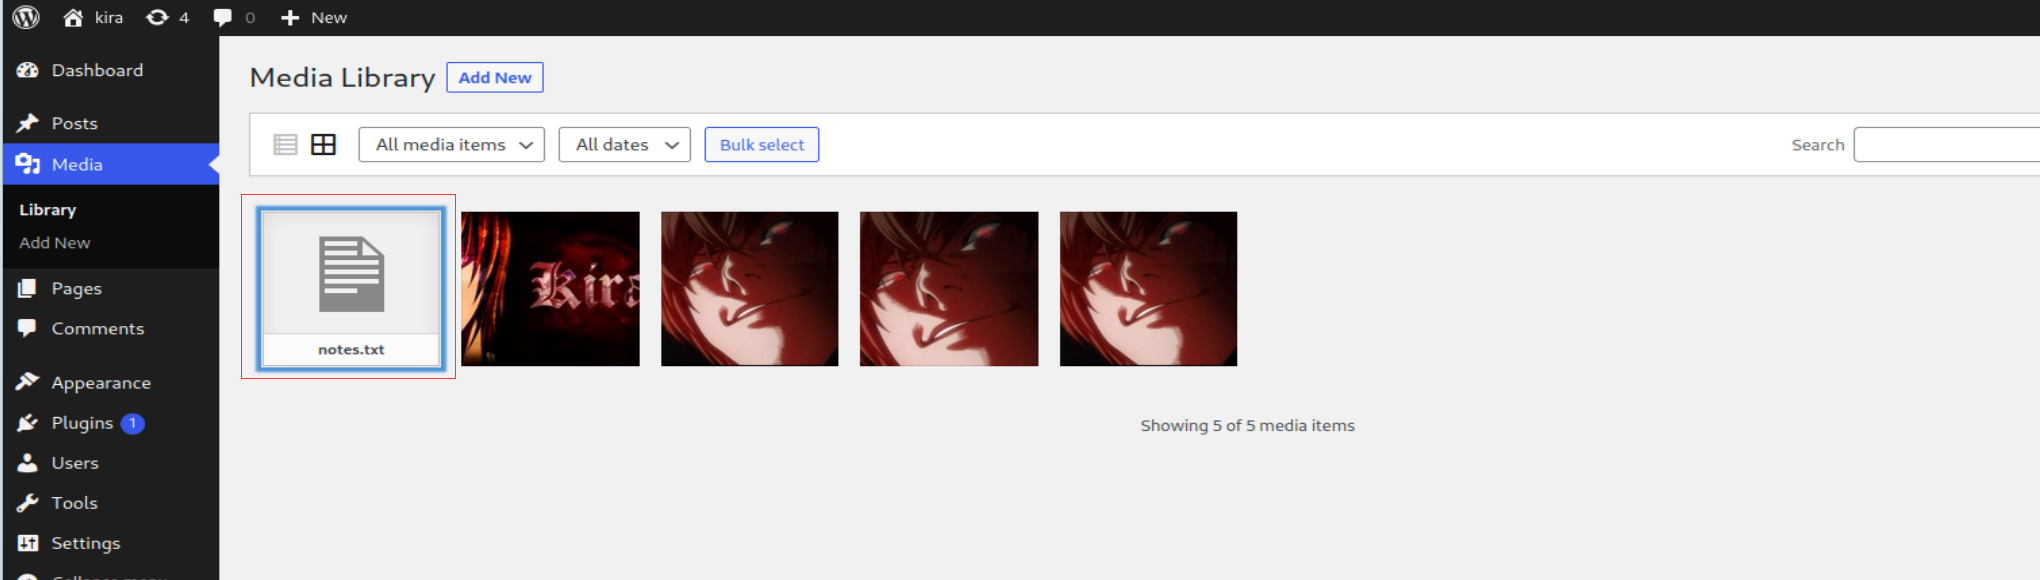 kira 4 0 New
Dashboard
Posts
Media
Library
Add New
Pages
Comments
Appearance
Plugins 1
Users
Tools
Settings
Collapse menu
Media Library Add New
All media items All dates Bulk select Search
notes.txt
Kira
Showing 5 of 5 media items